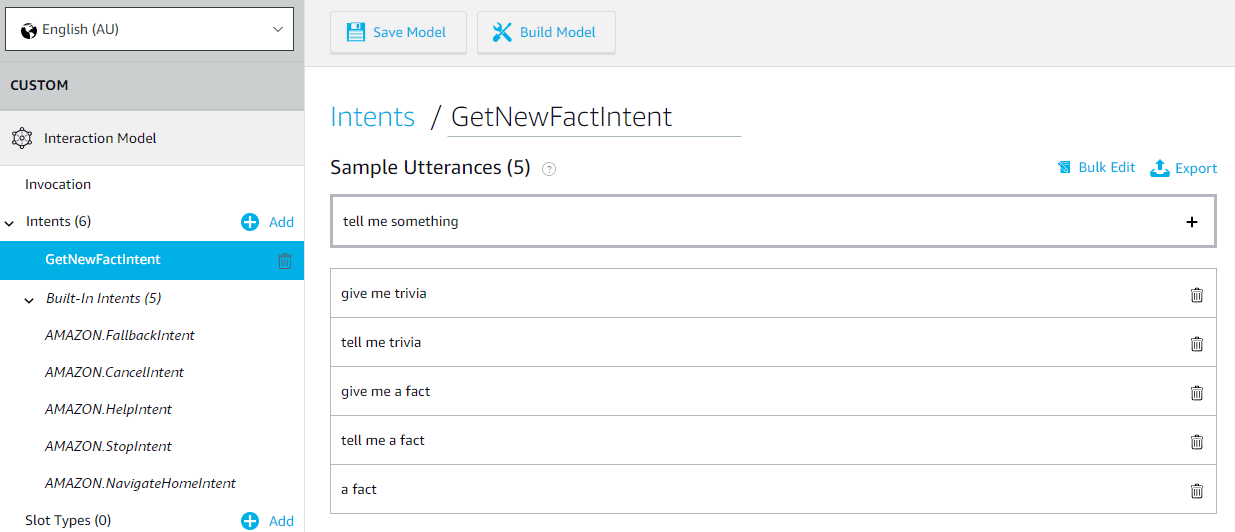 English (AU)
Save Model
Build Model
CUSTOM
Interaction Model
Invocation
Intents (6)
Add
GetNewFactIntent
Built-In Intents (5)
AMAZON.FallbackIntent
AMAZON.CancelIntent
AMAZON.HelpIntent
AMAZON.StopIntent
AMAZON.NavigateHomeIntent
Slot Types (0)
Add
Intents / GetNewFactIntent
Sample Utterances (5) ?
Bulk Edit
Export
tell me something
give me trivia
tell me trivia
give me a fact
tell me a fact
a fact